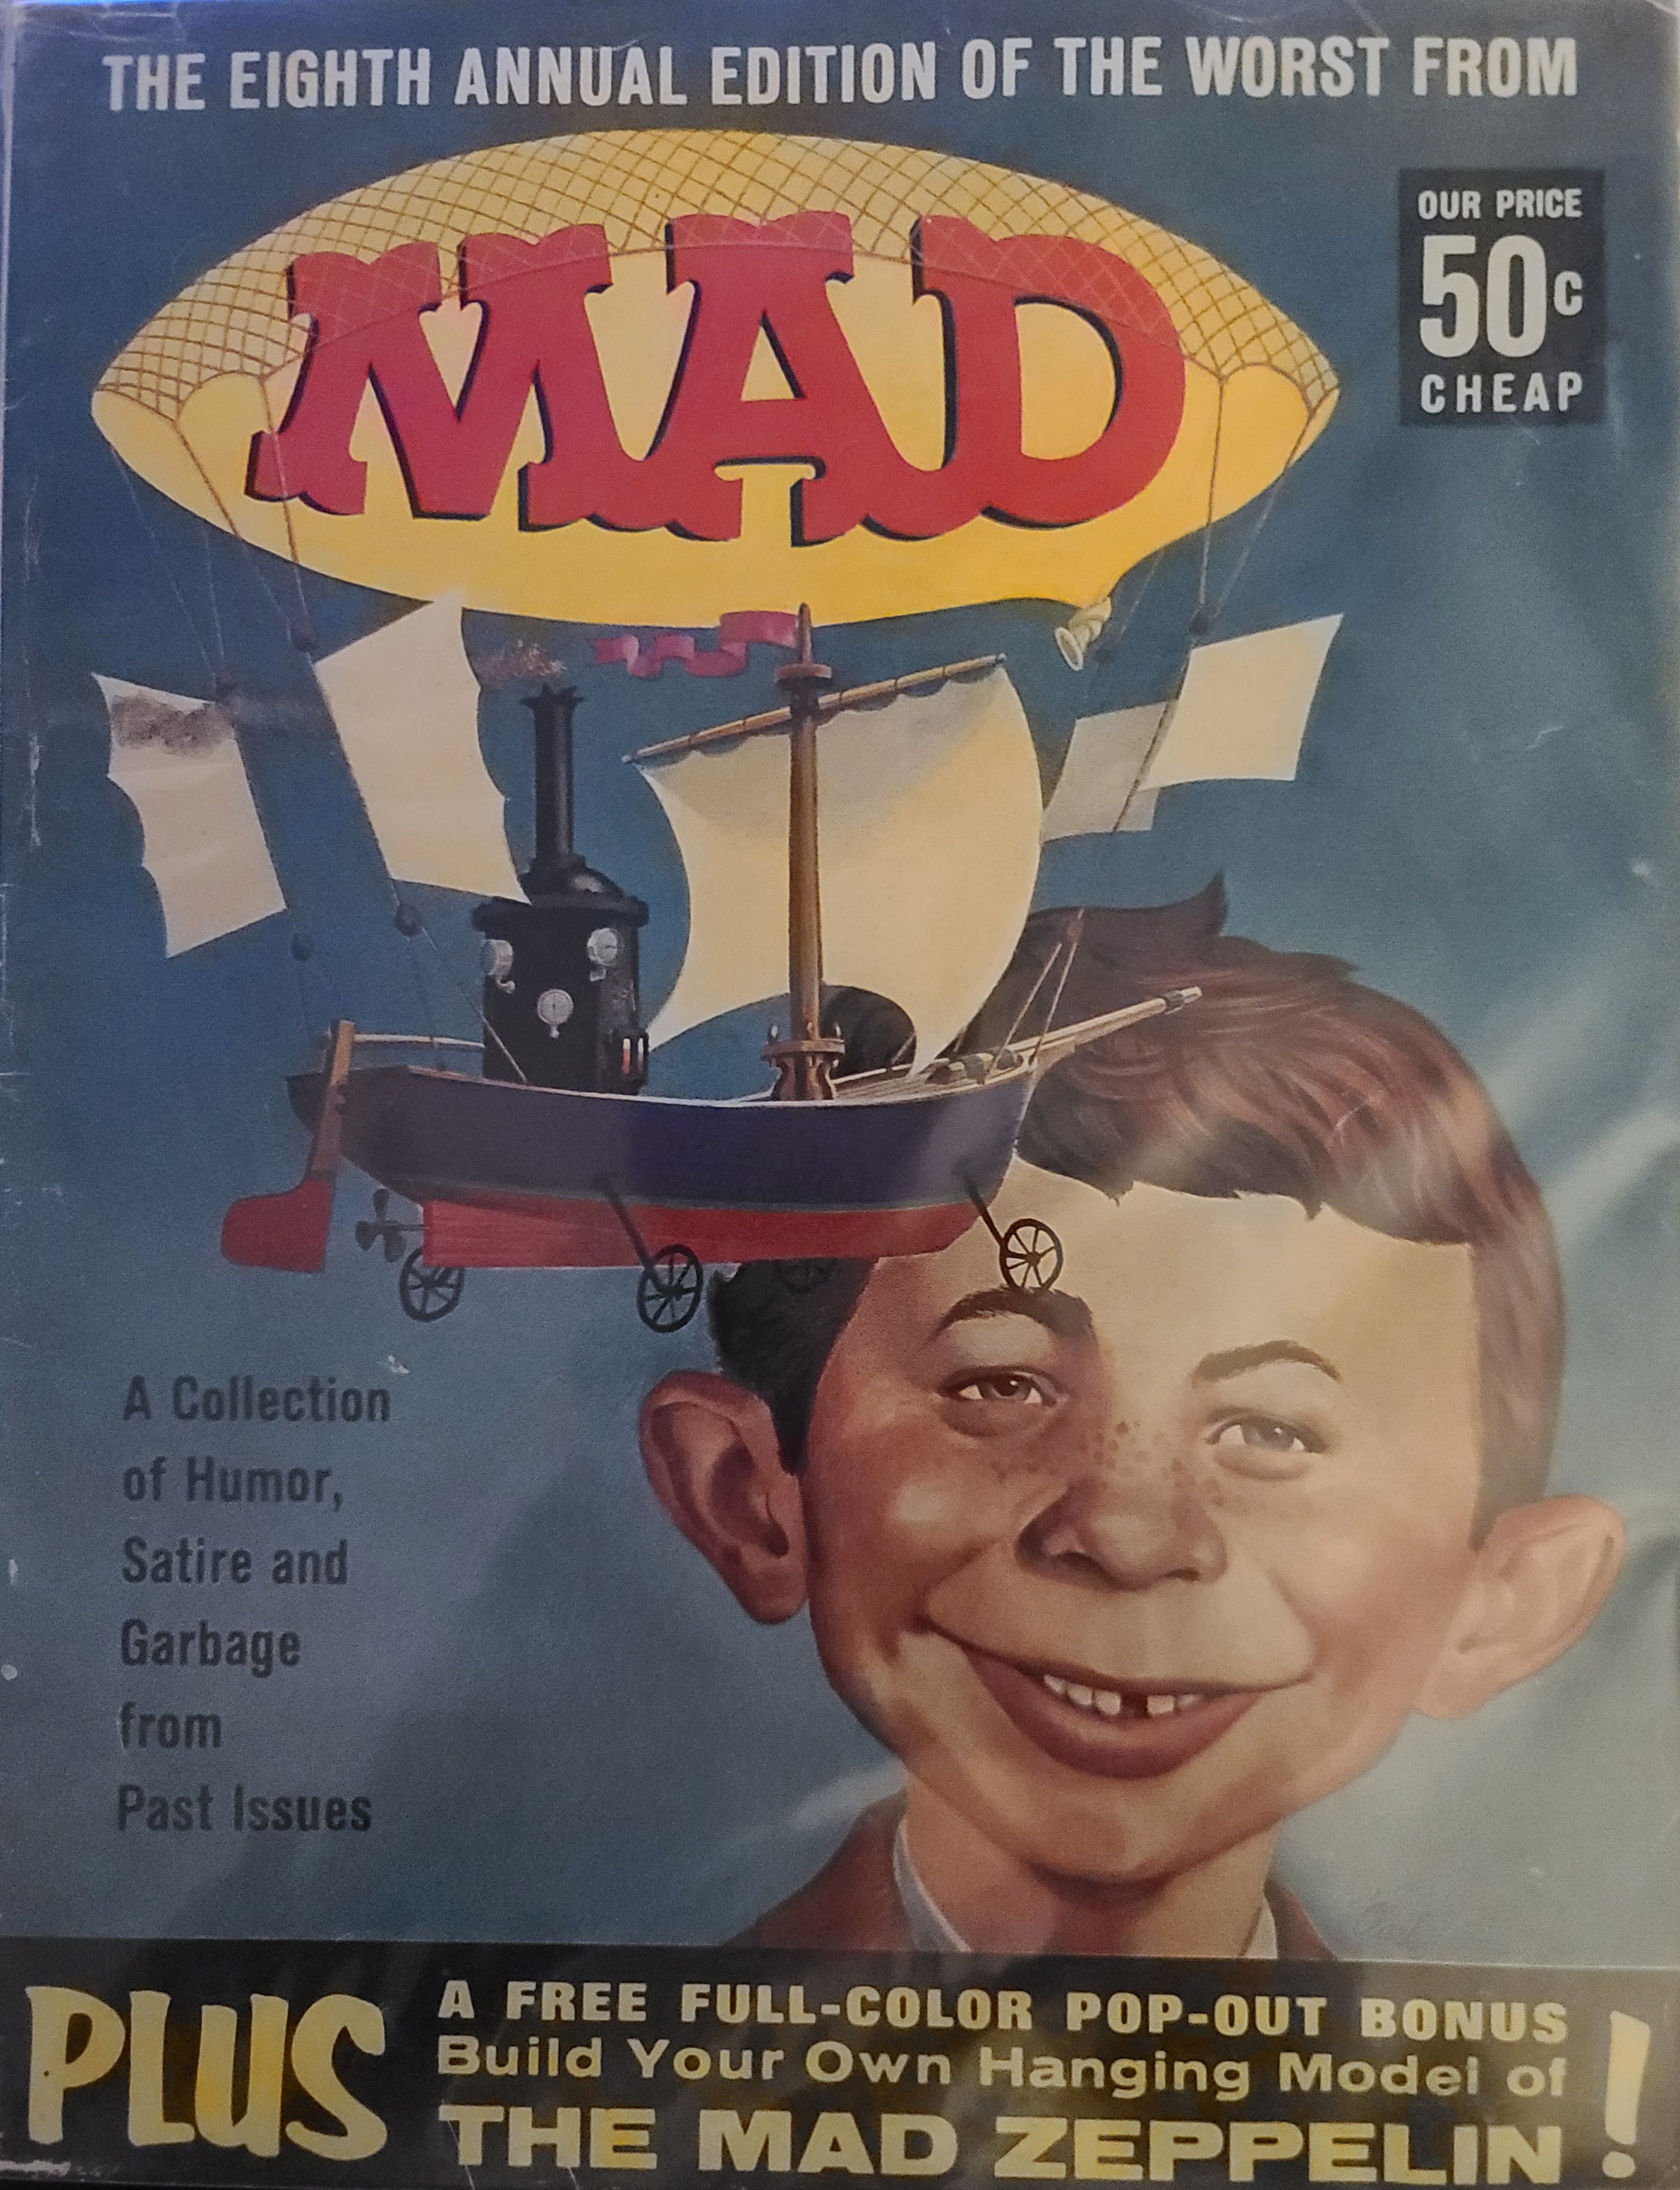 THE EIGHTH ANNUAL EDITION OF THE WORST FROM
MAD
OUR PRICE
50c
CHEAP
A Collection
of Humor,
Satire and
Garbage
from
Past Issues
PLUS
A FREE FULL-COLOR POP-OUT BONUS
Build Your Own Hanging Model of
THE MAD ZEPPELIN!